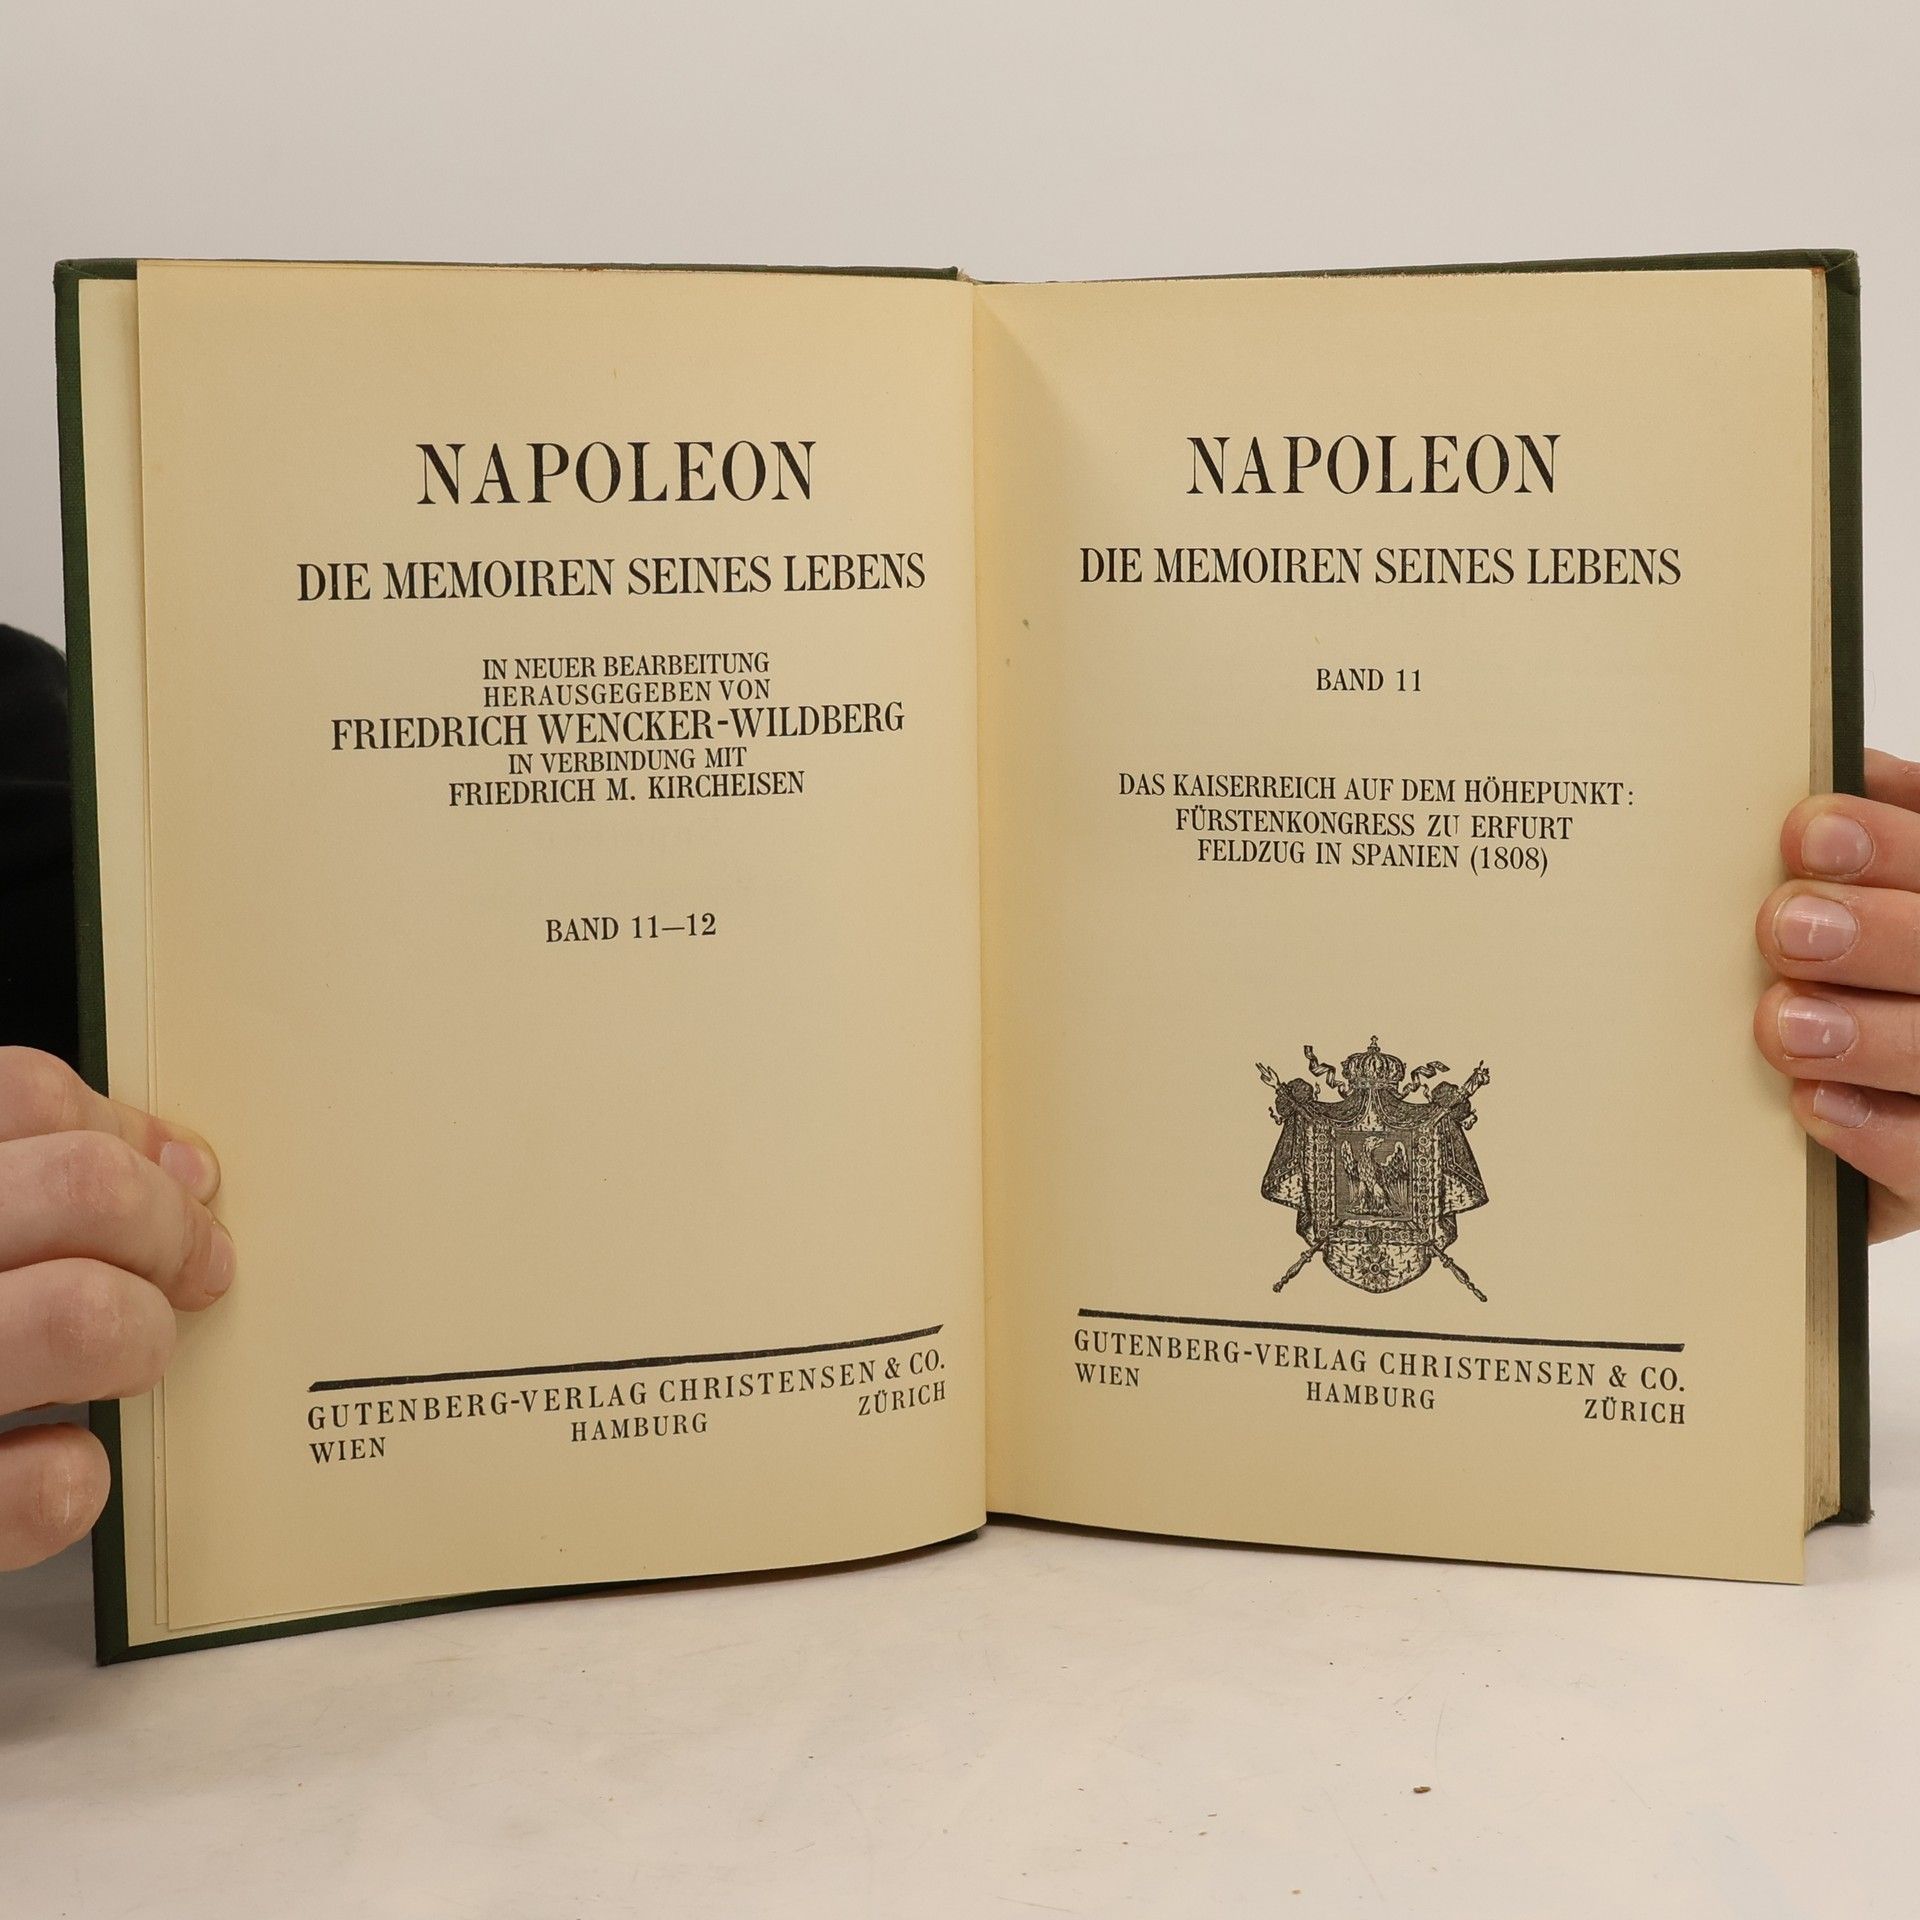 NAPOLEON
DIE MEMOIREN SEINES LEBENS
IN NEUER BEARBEITUNG
HERAUSGEGEBEN VON
FRIEDRICH WENCKER-WILDBERG
IN VERBINDUNG MIT
FRIEDRICH M. KIRCHEISEN
BAND 11—12
GUTENBERG-VERLAG CHRISTENSEN & CO.
WIEN HAMBURG ZÜRICH
NAPOLEON
DIE MEMOIREN SEINES LEBENS
BAND 11
DAS KAISERREICH AUF DEM HÖHEPUNKT:
FÜRSTENKONGRESS ZU ERFURT
FELDZUG IN SPANIEN (1808)
GUTENBERG-VERLAG CHRISTENSEN & CO.
WIEN HAMBURG ZÜRICH